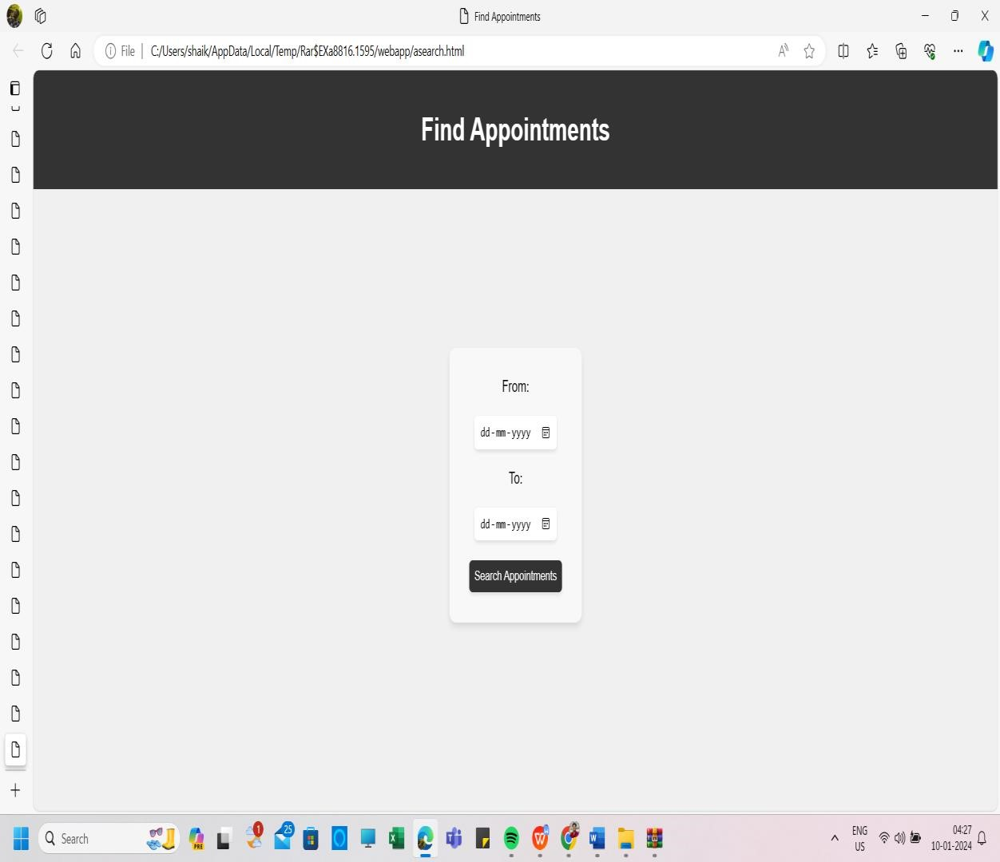 Find Appointments
File
C:/Users/shaik/AppData/Local/Temp/Rar$EXa8816.1595/webapp/asearch.html
Find Appointments
From:
dd-mm-yyyy
To:
dd-mm-yyyy
Search Appointments
Search
PRE
1
25
ENG
US
04:27
10-01-2024